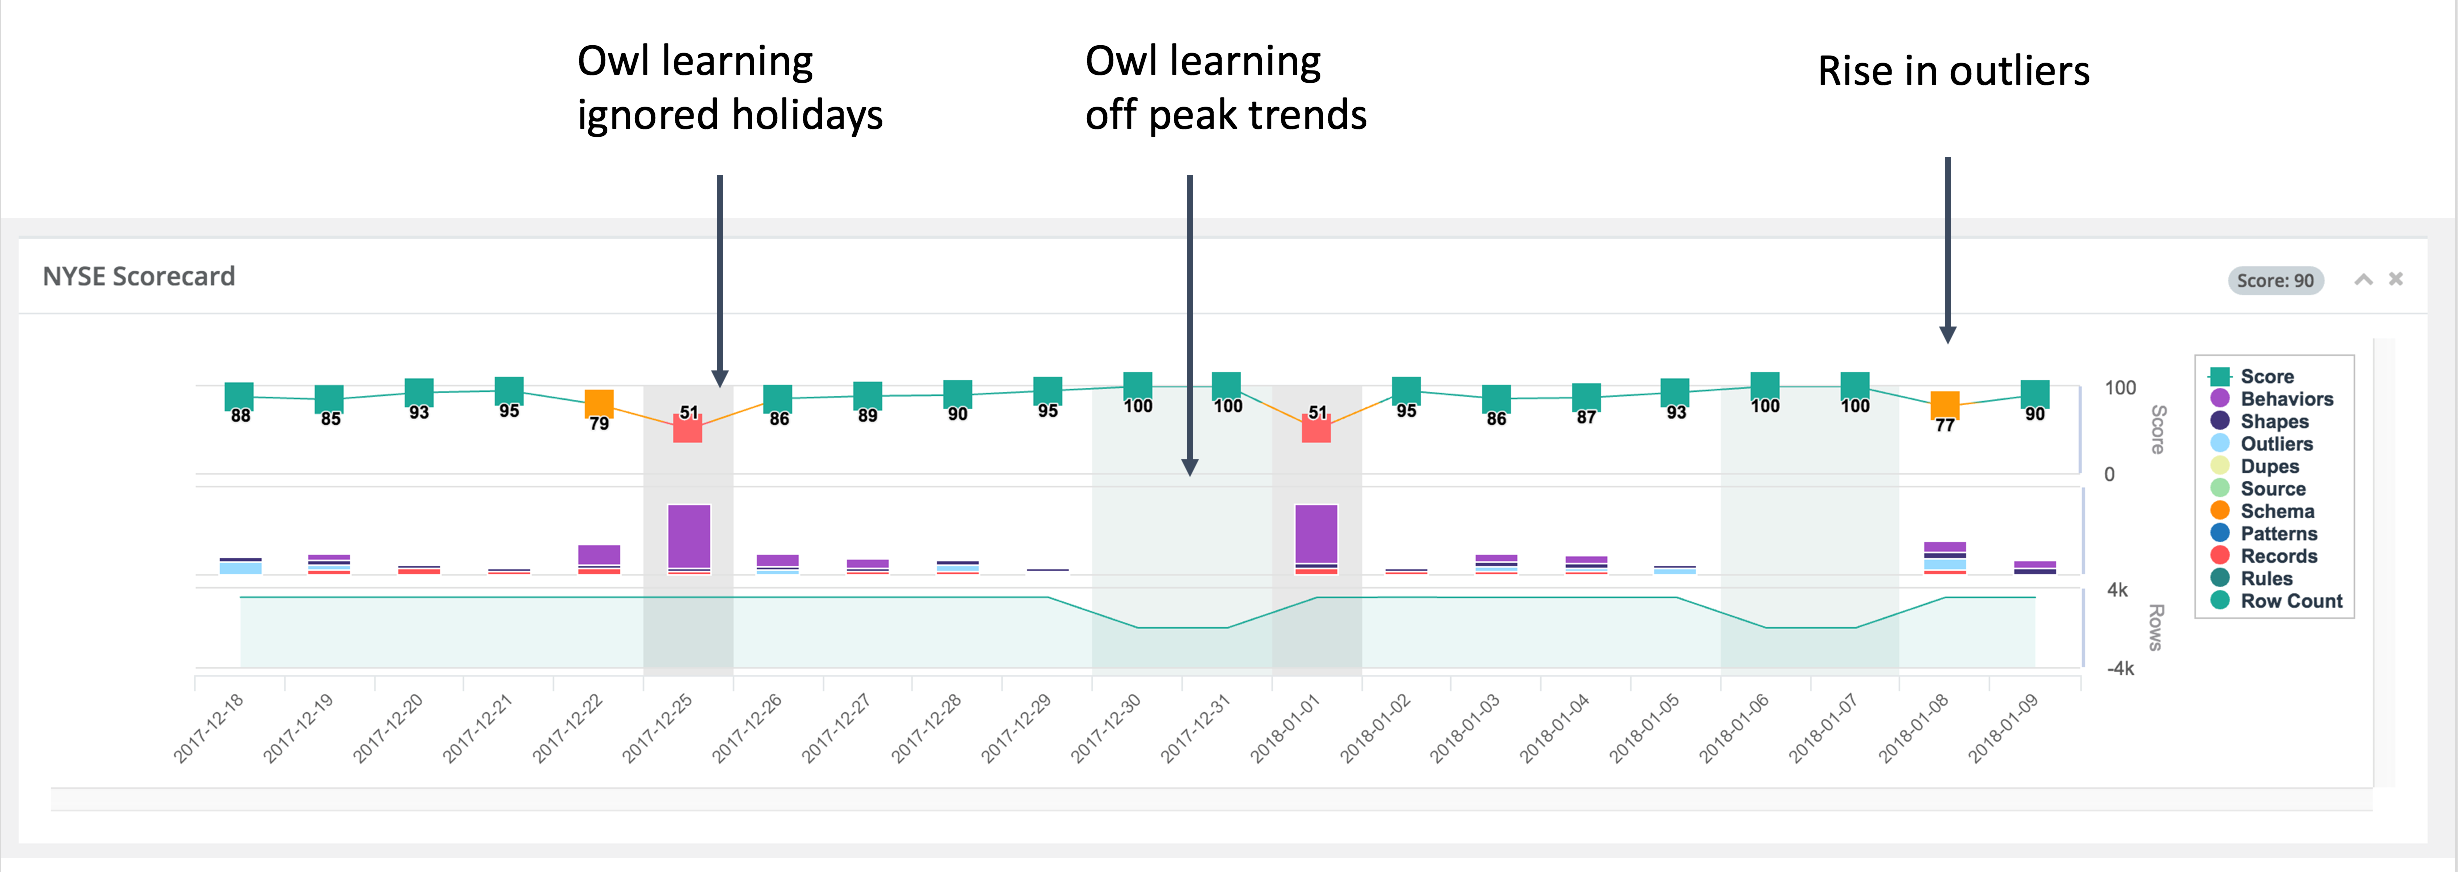 Owl learning
ignored holidays
Owl learning
off peak trends
Rise in outliers
NYSE Scorecard
Score: 90
88
85
93
95
79
51
86
89
90
95
100
100
51
95
86
87
93
100
100
77
90
100
0
Score
4k
-4k
Rows
Score
Behaviors
Shapes
Outliers
Dupes
Source
Schema
Patterns
Records
Rules
Row Count
2017-12-18
2017-12-19
2017-12-20
2017-12-21
2017-12-22
2017-12-25
2017-12-26
2017-12-27
2017-12-28
2017-12-29
2017-12-30
2017-12-31
2018-01-01
2018-01-02
2018-01-03
2018-01-04
2018-01-05
2018-01-06
2018-01-07
2018-01-08
2018-01-09